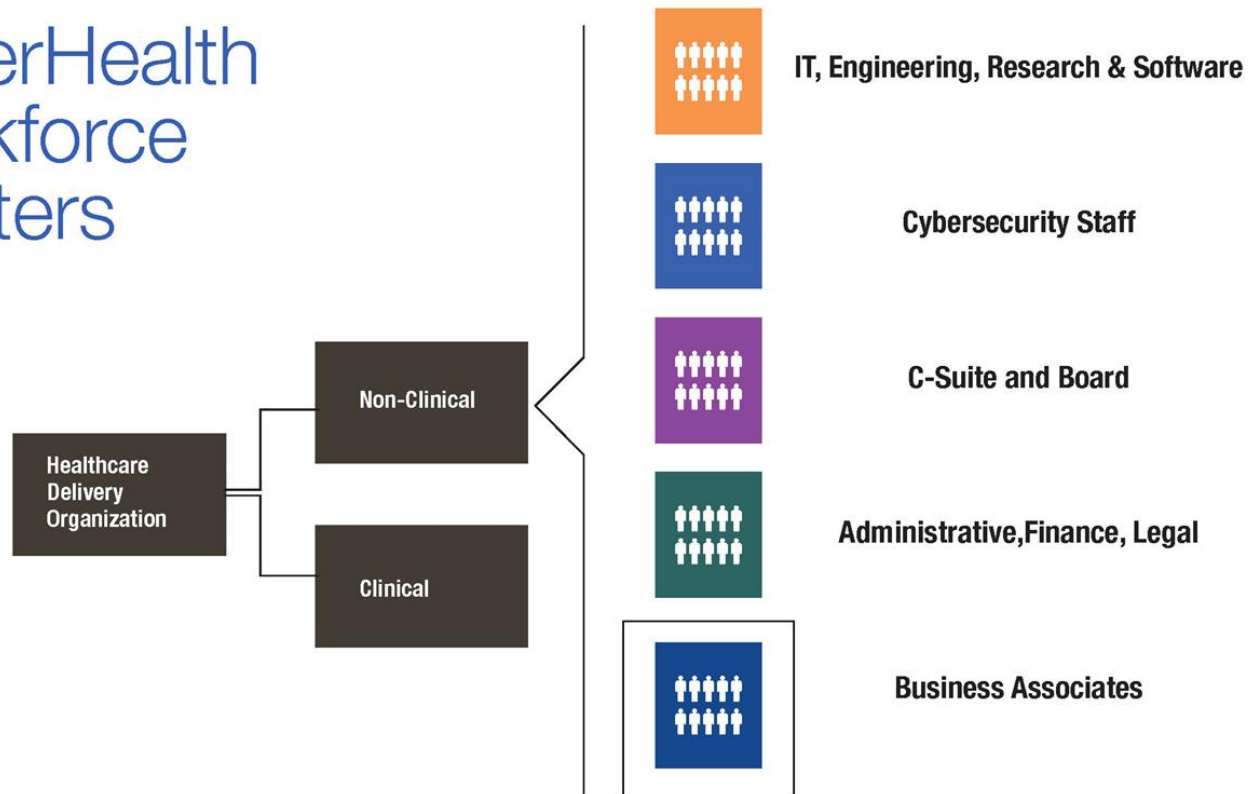 erHealth
kforce
ters
IT, Engineering, Research & Software
Cybersecurity Staff
C-Suite and Board
Non-Clinical
Healthcare
Delivery
Organization
Administrative,Finance, Legal
Clinical
Business Associates